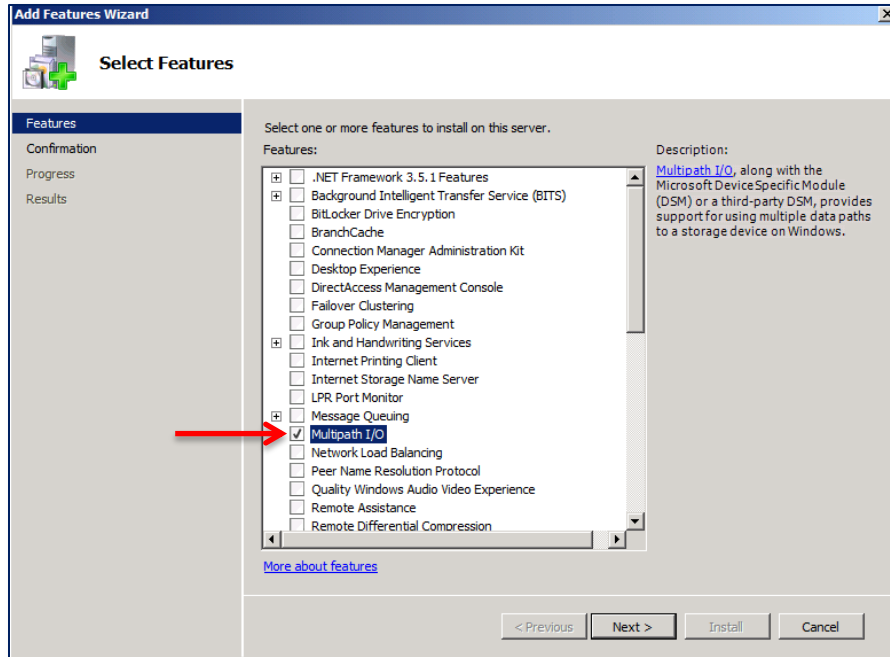 Add Features Wizard
Select Features
Features
Confirmation
Progress
Results
Select one or more features to install on this server.
Features:
.NET Framework 3.5.1 Features
Background Intelligent Transfer Service (BITS)
BitLocker Drive Encryption
BranchCache
Connection Manager Administration Kit
Desktop Experience
DirectAccess Management Console
Failover Clustering
Group Policy Management
Ink and Handwriting Services
Internet Printing Client
Internet Storage Name Server
LPR Port Monitor
Message Queuing
Multipath I/O
Network Load Balancing
Peer Name Resolution Protocol
Quality Windows Audio Video Experience
Remote Assistance
Remote Differential Compression
More about features
Description:
Multipath I/O, along with the
Microsoft Device Specific Module
(DSM) or a third-party DSM, provides
support for using multiple data paths
to a storage device on Windows.
< Previous
Next >
Install
Cancel